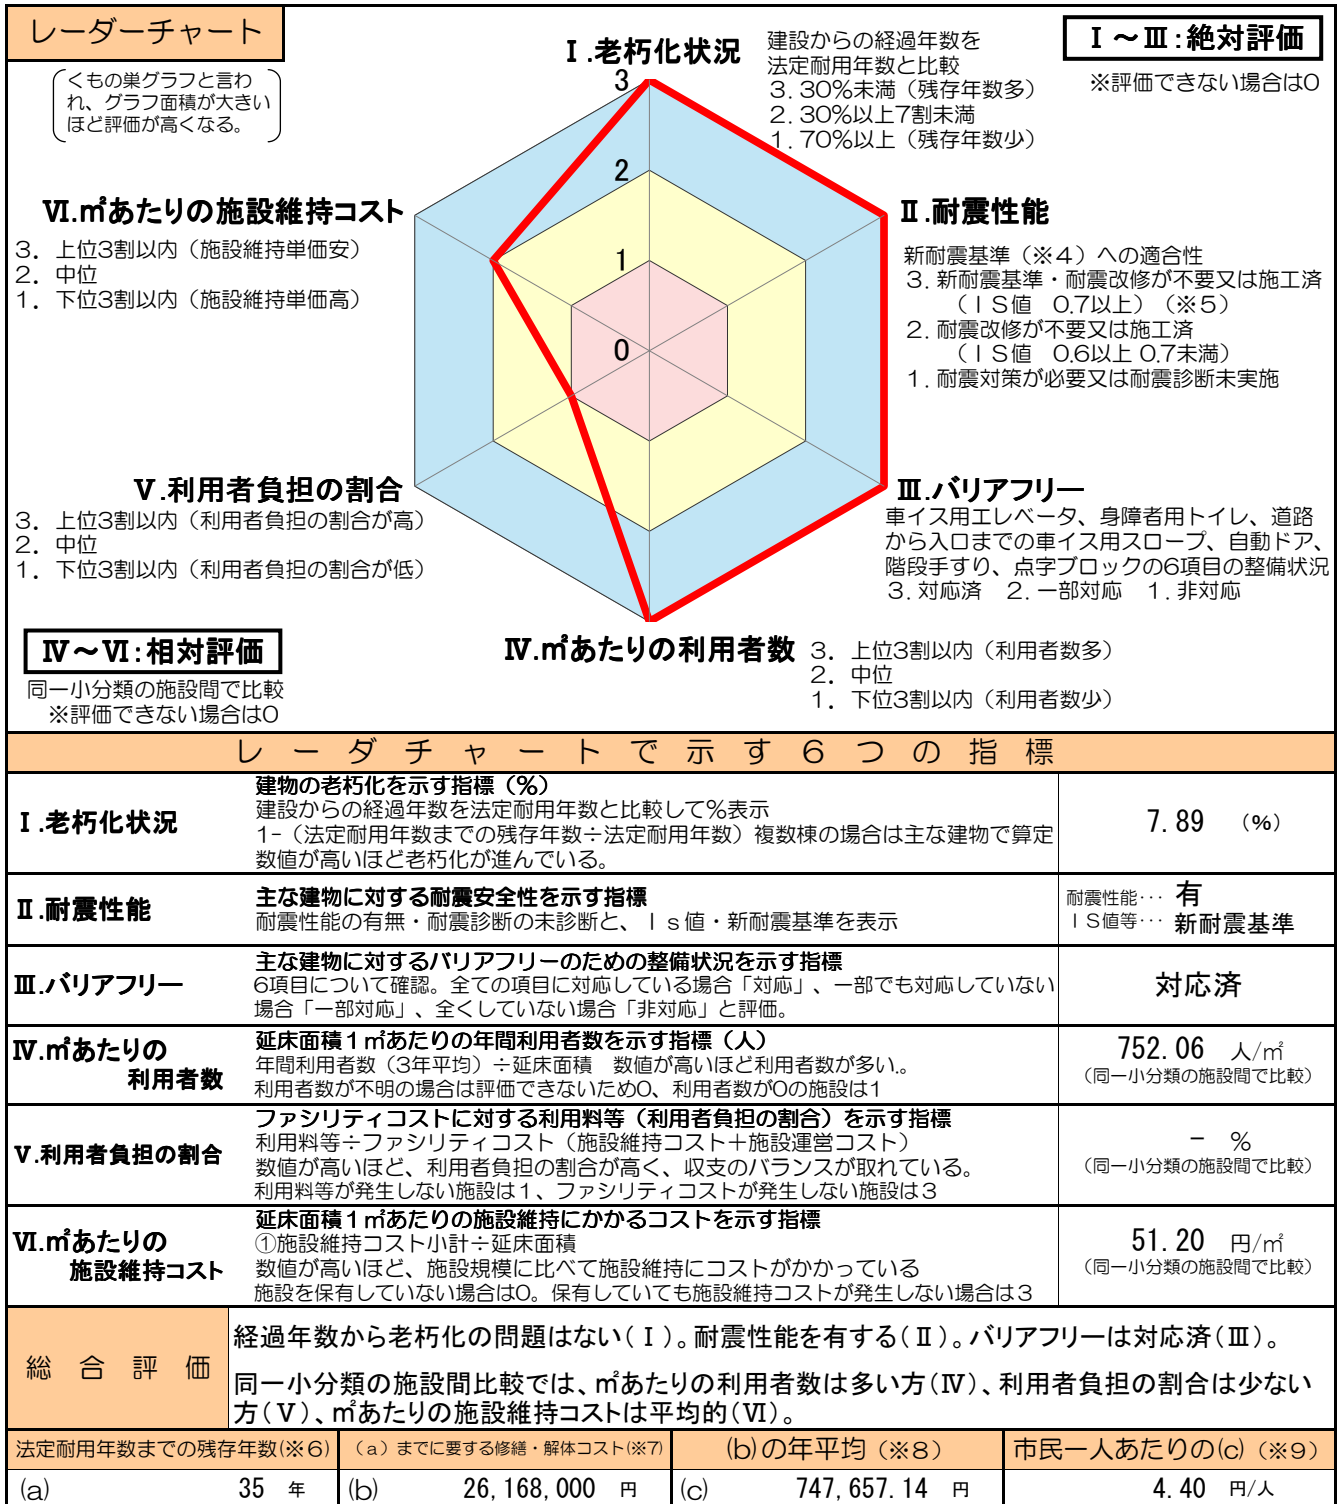 レーダーチャート
くもの巣グラフと言わ
れ、グラフ面積が大きい
ほど評価が高くなる。
Ⅰ～Ⅲ：絶対評価
※評価できない場合は0
Ⅰ.老朽化状況
建設からの経過年数を
法定耐用年数と比較
3. 30%未満（残存年数多）
2. 30%以上7割未満
1. 70%以上（残存年数少）
3
2
1
0
Ⅵ.㎡あたりの施設維持コスト
3. 上位3割以内（施設維持単価安）
2. 中位
1. 下位3割以内（施設維持単価高）
Ⅱ.耐震性能
新耐震基準（※4）への適合性
3. 新耐震基準・耐震改修が不要又は施工済
（ＩＳ値　0.7以上）（※5）
2. 耐震改修が不要又は施工済
（ＩＳ値　0.6以上 0.7未満）
1. 耐震対策が必要又は耐震診断未実施
Ⅴ.利用者負担の割合
3. 上位3割以内（利用者負担の割合が高）
2. 中位
1. 下位3割以内（利用者負担の割合が低）
Ⅲ.バリアフリー
車イス用エレベータ、身障者用トイレ、道路
から入口までの車イス用スロープ、自動ドア、
階段手すり、点字ブロックの6項目の整備状況
3. 対応済　2. 一部対応　1. 非対応
Ⅳ～Ⅵ：相対評価
同一小分類の施設間で比較
※評価できない場合は0
Ⅳ.㎡あたりの利用者数
3. 上位3割以内（利用者数多）
2. 中位
1. 下位3割以内（利用者数少）
レーダチャートで示す6つの指標
Ⅰ.老朽化状況
建物の老朽化を示す指標（%）
建設からの経過年数を法定耐用年数と比較して%表示
1-（法定耐用年数までの残存年数÷法定耐用年数）複数棟の場合は主な建物で算定
数値が高いほど老朽化が進んでいる。
7.89　（%）
Ⅱ.耐震性能
主な建物に対する耐震安全性を示す指標
耐震性能の有無・耐震診断の未診断と、Ｉｓ値・新耐震基準を表示
耐震性能… 有
ＩＳ値等… 新耐震基準
Ⅲ.バリアフリー
主な建物に対するバリアフリーのための整備状況を示す指標
6項目について確認。全ての項目に対応している場合「対応」、一部でも対応していない
場合「一部対応」、全くしていない場合「非対応」と評価。
対応済
Ⅳ.㎡あたりの
利用者数
延床面積１㎡あたりの年間利用者数を示す指標（人）
年間利用者数（3年平均）÷延床面積　数値が高いほど利用者数が多い。
利用者数が不明の場合は評価できないため0、利用者数が0の施設は1
752.06　人/㎡
（同一小分類の施設間で比較）
Ⅴ.利用者負担の割合
ファシリティコストに対する利用料等（利用者負担の割合）を示す指標
利用料等÷ファシリティコスト（施設維持コスト＋施設運営コスト）
数値が高いほど、利用者負担の割合が高く、収支のバランスが取れている。
利用料等が発生しない施設は1、ファシリティコストが発生しない施設は3
－　%
（同一小分類の施設間で比較）
Ⅵ.㎡あたりの
施設維持コスト
延床面積１㎡あたりの施設維持にかかるコストを示す指標
①施設維持コスト小計÷延床面積
数値が高いほど、施設規模に比べて施設維持にコストがかかっている
施設を保有していない場合は0。保有していても施設維持コストが発生しない場合は3
51.20　円/㎡
（同一小分類の施設間で比較）
総合評価
経過年数から老朽化の問題はない(Ⅰ)。耐震性能を有する(Ⅱ)。バリアフリーは対応済(Ⅲ)。
同一小分類の施設間比較では、㎡あたりの利用者数は多い方(Ⅳ)、利用者負担の割合は少ない
方(Ⅴ)、㎡あたりの施設維持コストは平均的(Ⅵ)。
法定耐用年数までの残存年数(※6)　（a）までに要する修繕・解体コスト(※7)　(b)の年平均（※8）　市民一人あたりの(c)（※9）
(a)　35 年　(b)　26,168,000 円　(c)　747,657.14 円　4.40 円/人